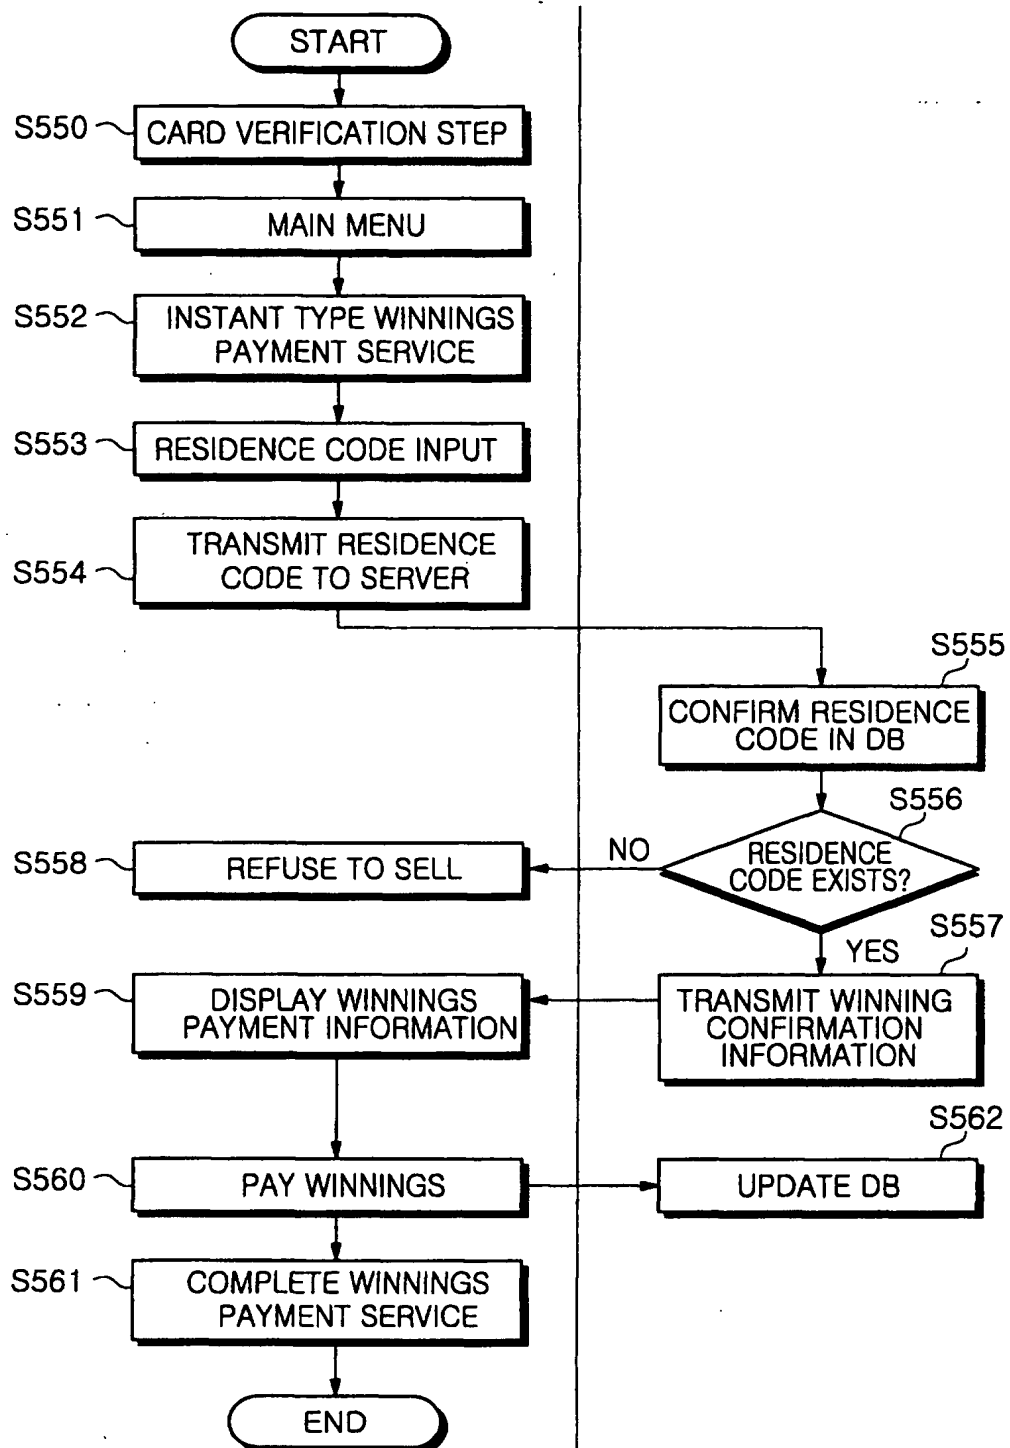 START
S550
CARD VERIFICATION STEP
S551
MAIN MENU
S552
INSTANT TYPE WINNINGS
PAYMENT SERVICE
S553
RESIDENCE CODE INPUT
S554
TRANSMIT RESIDENCE
CODE TO SERVER
S555
CONFIRM RESIDENCE
CODE IN DB
S556
RESIDENCE
CODE EXISTS?
NO
S558
REFUSE TO SELL
YES
S557
TRANSMIT WINNING
CONFIRMATION
INFORMATION
S559
DISPLAY WINNINGS
PAYMENT INFORMATION
S560
PAY WINNINGS
S562
UPDATE DB
S561
COMPLETE WINNINGS
PAYMENT SERVICE
END